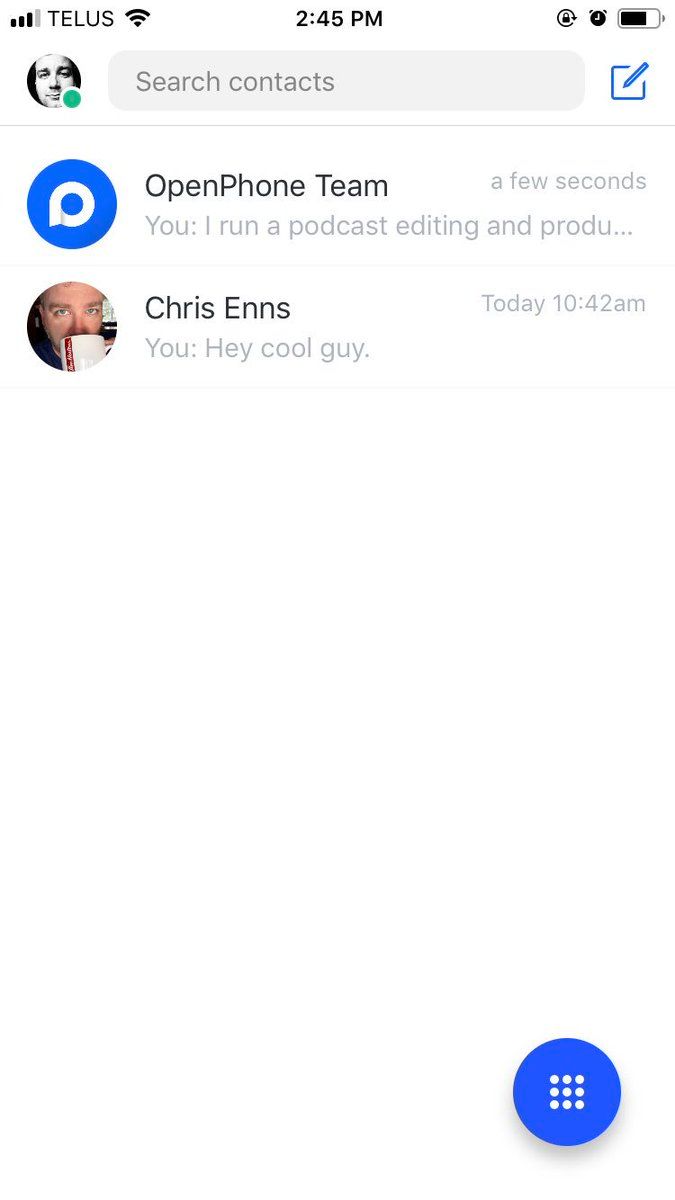 TELUS 2:45 PM
Search contacts
OpenPhone Team a few seconds
You: I run a podcast editing and produ...
Chris Enns Today 10:42am
You: Hey cool guy.